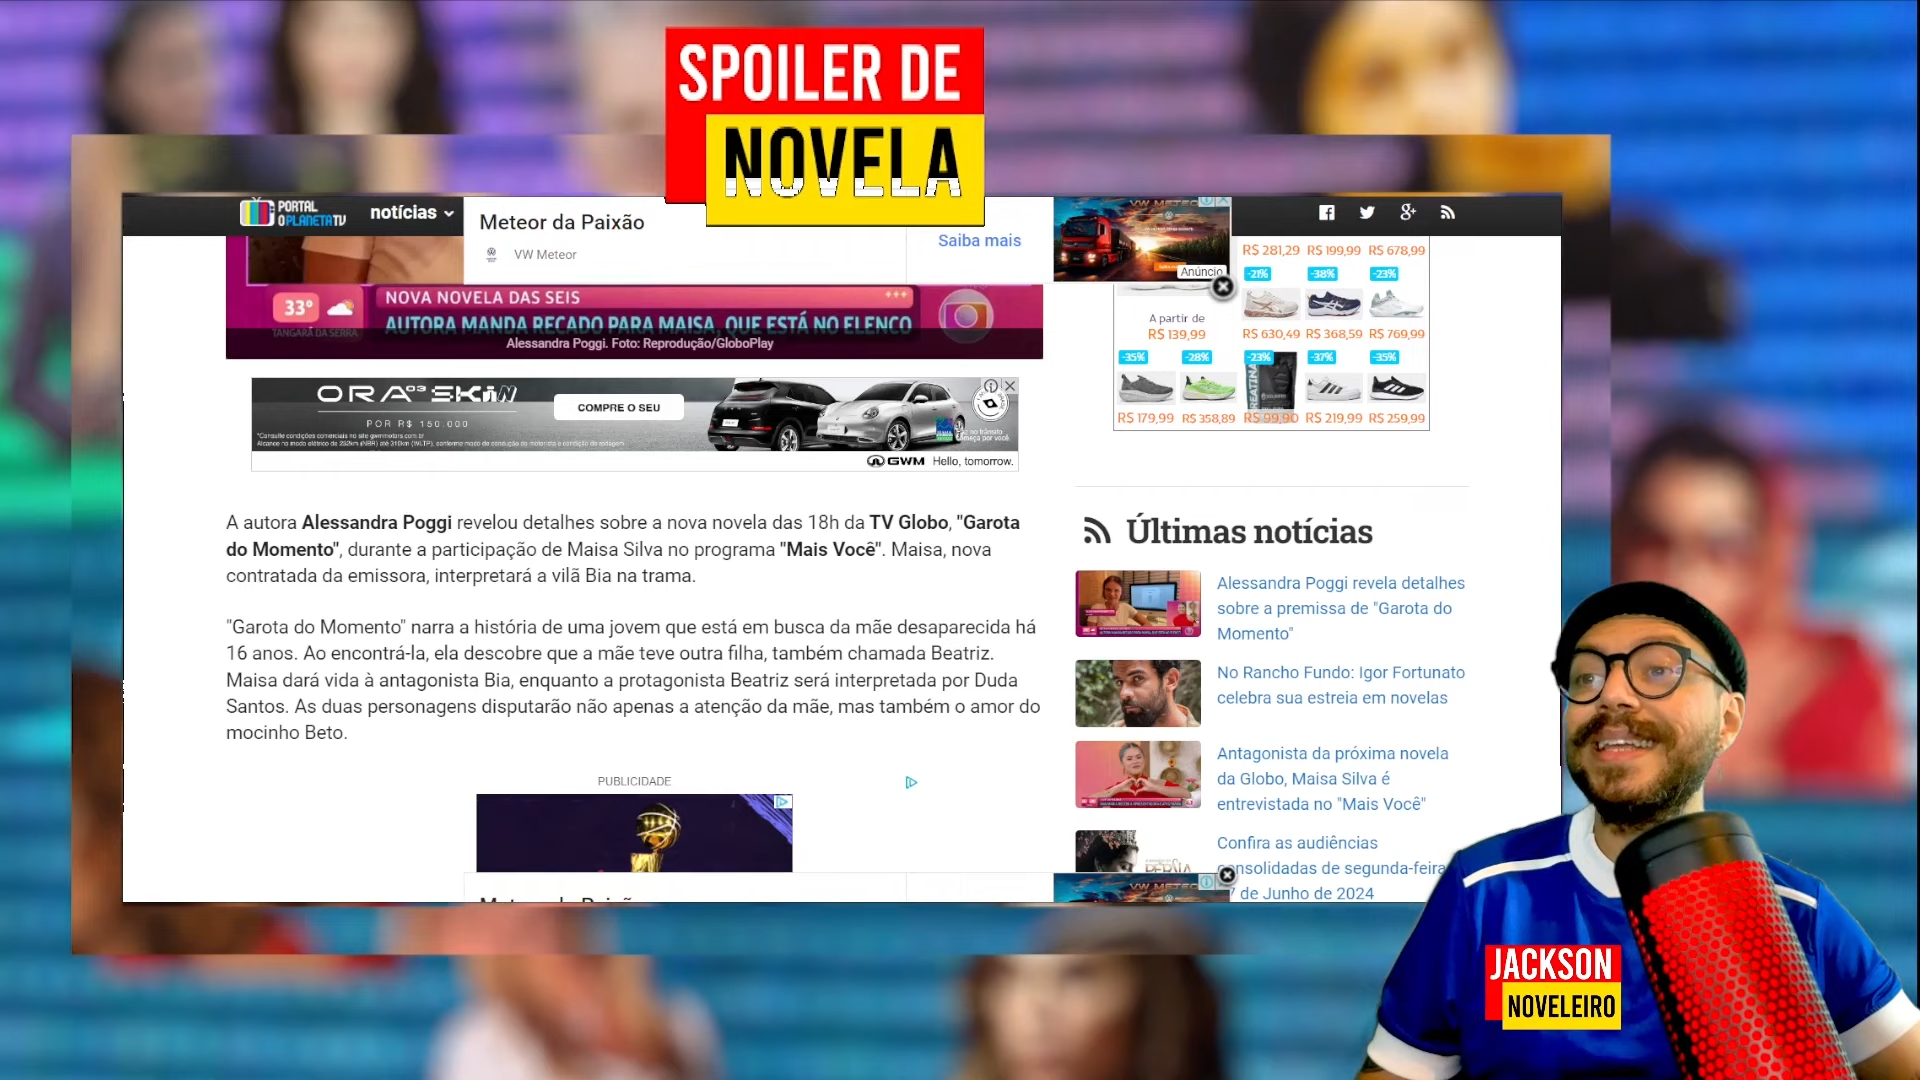 SPOILER DE
NOVELA
PORTAL
O PLANETA TV
notícias
Meteor da Paixão
VW Meteor
Saiba mais
VW METEOR
Anúncio
R$ 281,29 R$ 199,99 R$ 678,99
-21% -38% -23%
A partir de
R$ 139,99
R$ 630,49 R$ 368,59 R$ 769,99
-35% -28% -23% -37% -35%
R$ 179,99 R$ 358,89 R$ 99,90 R$ 219,99 R$ 259,99
33°
TANGARÁ DA SERRA
NOVA NOVELA DAS SEIS
AUTORA MANDA RECADO PARA MAISA, QUE ESTÁ NO ELENCO
Alessandra Poggi. Foto: Reprodução/GloboPlay
ORA 03 SKIN
POR R$ 150.000
COMPRE O SEU
GWM Hello, tomorrow.
A autora Alessandra Poggi revelou detalhes sobre a nova novela das 18h da TV Globo, "Garota
do Momento", durante a participação de Maisa Silva no programa "Mais Você". Maisa, nova
contratada da emissora, interpretará a vilã Bia na trama.
"Garota do Momento" narra a história de uma jovem que está em busca da mãe desaparecida há
16 anos. Ao encontrá-la, ela descobre que a mãe teve outra filha, também chamada Beatriz.
Maisa dará vida à antagonista Bia, enquanto a protagonista Beatriz será interpretada por Duda
Santos. As duas personagens disputarão não apenas a atenção da mãe, mas também o amor do
mocinho Beto.
PUBLICIDADE
Últimas notícias
Alessandra Poggi revela detalhes
sobre a premissa de "Garota do
Momento"
No Rancho Fundo: Igor Fortunato
celebra sua estreia em novelas
Antagonista da próxima novela
da Globo, Maisa Silva é
entrevistada no "Mais Você"
Confira as audiências
consolidadas de segunda-feira
7 de Junho de 2024
JACKSON
NOVELEIRO